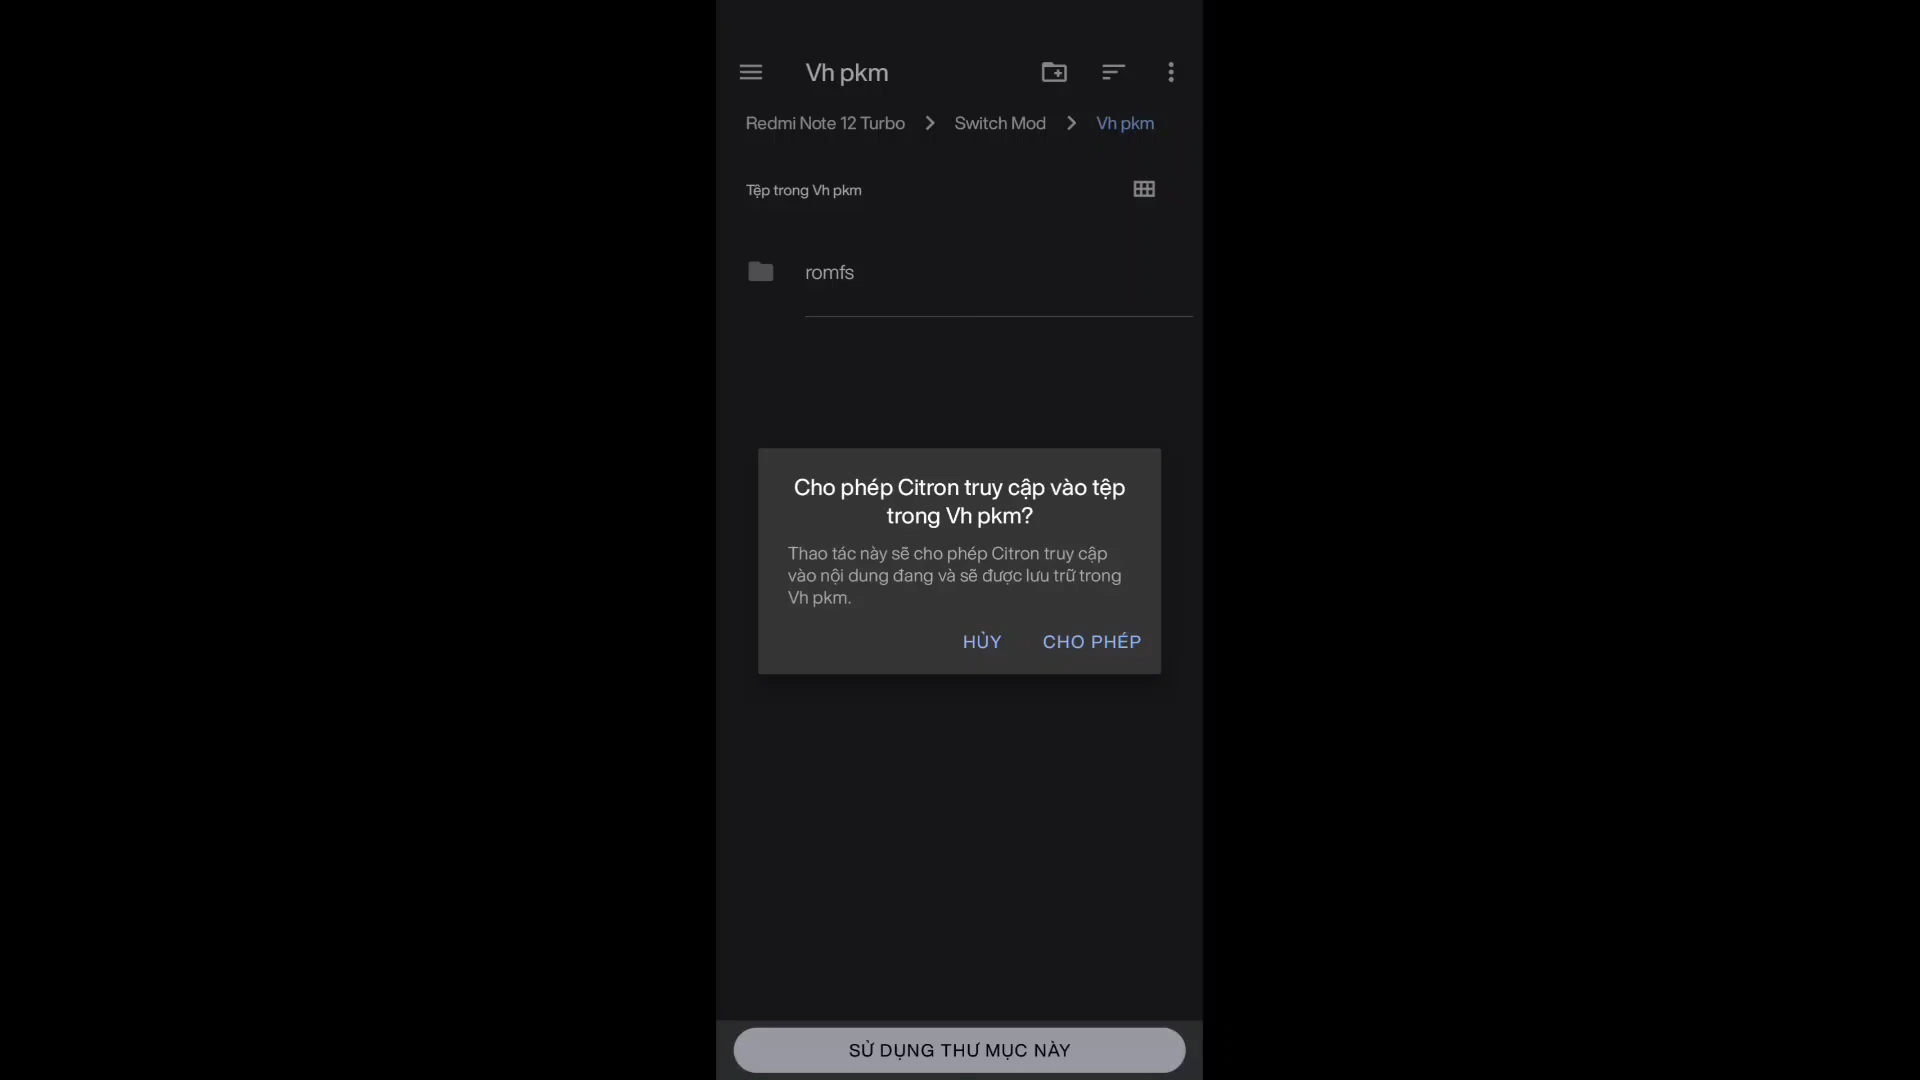 Vh pkm
Redmi Note 12 Turbo
Switch Mod
Vh pkm
Tệp trong Vh pkm
romfs
Cho phép Citron truy cập vào tệp
trong Vh pkm?
Thao tác này sẽ cho phép Citron truy cập
vào nội dung đang và sẽ được lưu trữ trong
Vh pkm.
HỦY
CHO PHÉP
SỬ DỤNG THƯ MỤC NÀY